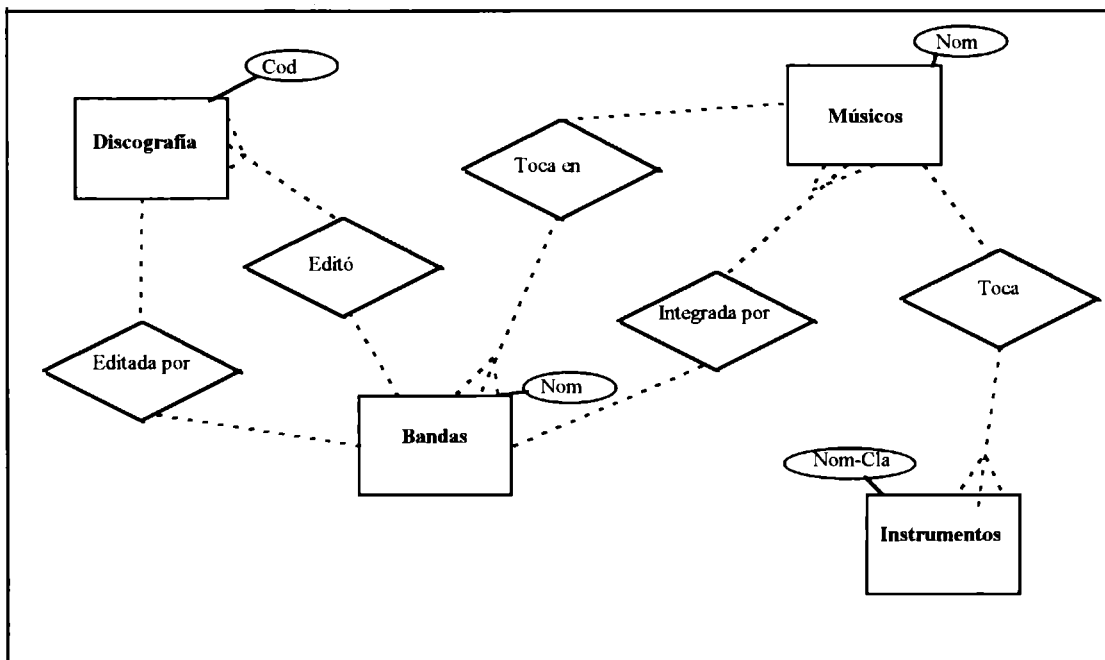 Nom
Cod
Músicos
Discografía
Toca en
Editó
Toca
Integrada por
Editada por
Nom
Bandas
Nom-Cla
Instrumentos